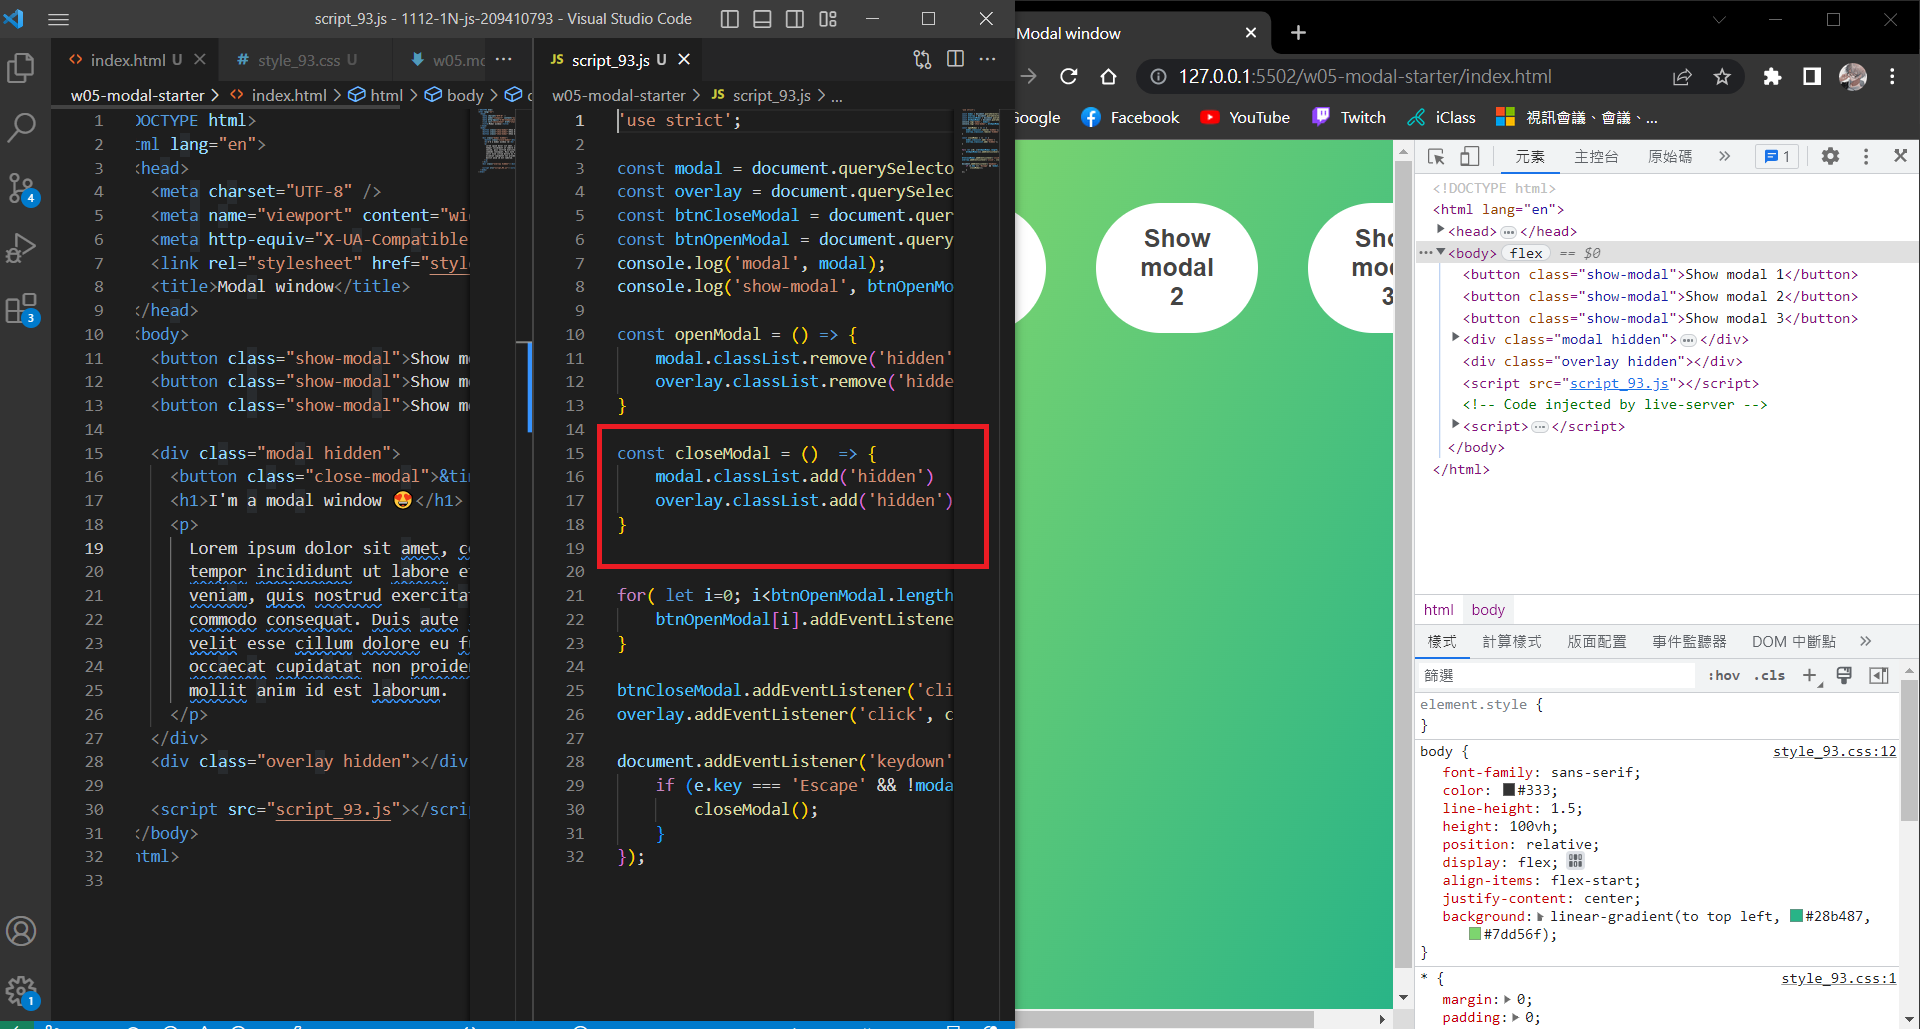 script_93.js - 1112-1N-js-209410793 - Visual Studio Code
index.html U
style_93.css U
w05.mc
script_93.js U
w05-modal-starter > index.html > html > body >
w05-modal-starter > script_93.js > ...
1 DOCTYPE html>
2 tml lang="en">
3 <head>
4 <meta charset="UTF-8" />
5 <meta name="viewport" content="wi
6 <meta http-equiv="X-UA-Compatible
7 <link rel="stylesheet" href="styl
8 <title>Modal window</title>
9 </head>
10 <body>
11 <button class="show-modal">Show m
12 <button class="show-modal">Show m
13 <button class="show-modal">Show m
14
15 <div class="modal hidden">
16 <button class="close-modal">&tim
17 <h1>I'm a modal window 🤩</h1>
18 <p>
19 Lorem ipsum dolor sit amet, co
20 tempor incididunt ut labore et
21 veniam, quis nostrud exercitat
22 commodo consequat. Duis aute
23 velit esse cillum dolore eu fu
24 occaecat cupidatat non proiden
25 mollit anim id est laborum.
26 </p>
27 </div>
28 <div class="overlay hidden"></div
29
30 <script src="script_93.js"></scrip
31 </body>
32 html>
33
1 'use strict';
2
3 const modal = document.querySelecto
4 const overlay = document.querySelec
5 const btnCloseModal = document.quer
6 const btnOpenModal = document.query
7 console.log('modal', modal);
8 console.log('show-modal', btnOpenMo
9
10 const openModal = () => {
11 modal.classList.remove('hidden'
12 overlay.classList.remove('hidde
13 }
14
15 const closeModal = ()  => {
16 modal.classList.add('hidden')
17 overlay.classList.add('hidden')
18 }
19
20
21 for( let i=0; i<btnOpenModal.length
22 btnOpenModal[i].addEventListene
23 }
24
25 btnCloseModal.addEventListener('cli
26 overlay.addEventListener('click', c
27
28 document.addEventListener('keydown'
29 if (e.key === 'Escape' && !moda
30 closeModal();
31 }
32 });
4
3
1
Modal window
127.0.0.1:5502/w05-modal-starter/index.html
Google Facebook YouTube Twitch iClass 視訊會議、會議、...
Show
modal
2
Sho
mod
3
元素 主控台 原始碼 » 1
<!DOCTYPE html>
<html lang="en">
<head> ... </head>
... <body> flex == $0
<button class="show-modal">Show modal 1</button>
<button class="show-modal">Show modal 2</button>
<button class="show-modal">Show modal 3</button>
<div class="modal hidden"> ... </div>
<div class="overlay hidden"></div>
<script src="script_93.js"></script>
<!-- Code injected by live-server -->
<script> ... </script>
</body>
</html>
html body
樣式 計算樣式 版面配置 事件監聽器 DOM 中斷點 »
篩選 :hov .cls
element.style {
}
body { style_93.css:12
font-family: sans-serif;
color: #333;
line-height: 1.5;
height: 100vh;
position: relative;
display: flex;
align-items: flex-start;
justify-content: center;
background: linear-gradient(to top left, #28b487,
#7dd56f);
}
* { style_93.css:1
margin: 0;
padding: 0;